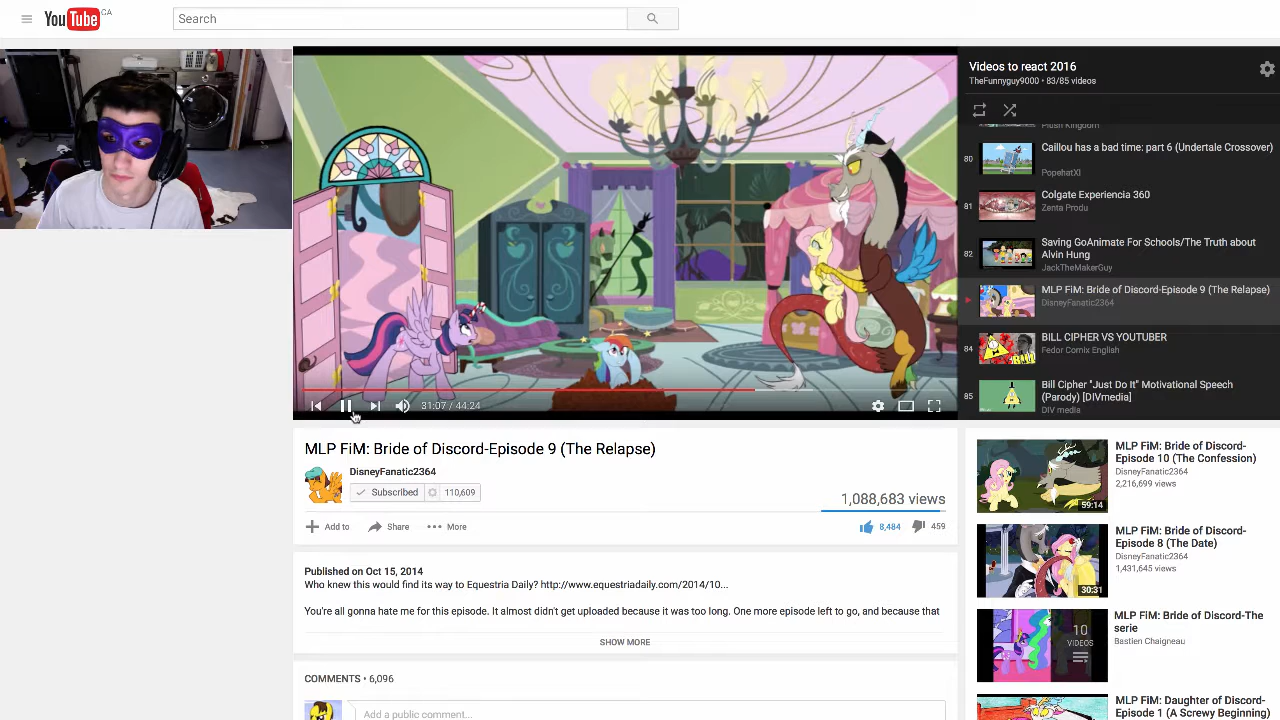 YouTube CA
Search
Videos to react 2016
TheFunnyguy9000 • 83/85 videos
Plush Kingdom
80
Caillou has a bad time: part 6 (Undertale Crossover)
PopehatXI
81
Colgate Experiencia 360
Zenta Produ
82
Saving GoAnimate For Schools/The Truth about
Alvin Hung
JackTheMakerGuy
MLP FiM: Bride of Discord-Episode 9 (The Relapse)
DisneyFanatic2364
84
BILL CIPHER VS YOUTUBER
Fedor Comix English
85
Bill Cipher "Just Do It" Motivational Speech
(Parody) [DIVmedia]
DIV media
31:07 / 44:24
MLP FiM: Bride of Discord-Episode 9 (The Relapse)
DisneyFanatic2364
Subscribed 110,609
1,088,683 views
Add to Share More
8,484 459
Published on Oct 15, 2014
Who knew this would find its way to Equestria Daily? http://www.equestriadaily.com/2014/10...
You're all gonna hate me for this episode. It almost didn't get uploaded because it was too long. One more episode left to go, and because that
SHOW MORE
COMMENTS • 6,096
Add a public comment...
MLP FiM: Bride of Discord-
Episode 10 (The Confession)
DisneyFanatic2364
2,216,699 views
59:14
MLP FiM: Bride of Discord-
Episode 8 (The Date)
DisneyFanatic2364
1,431,645 views
30:31
MLP FiM: Bride of Discord-The
serie
Bastien Chaigneau
10
VIDEOS
MLP FiM: Daughter of Discord-
Episode 1 (A Screwy Beginning)